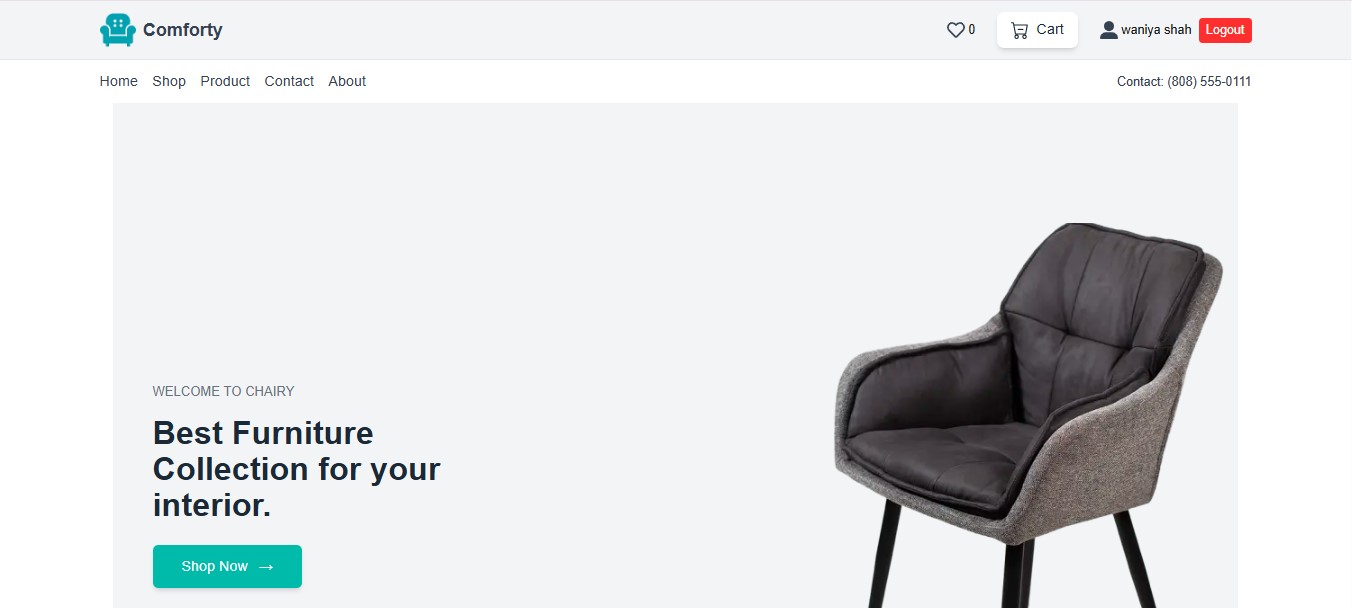 Comforty
0
Cart
waniya shah
Logout
Home
Shop
Product
Contact
About
Contact: (808) 555-0111
WELCOME TO CHAIRY
Best Furniture
Collection for your
interior.
Shop Now →